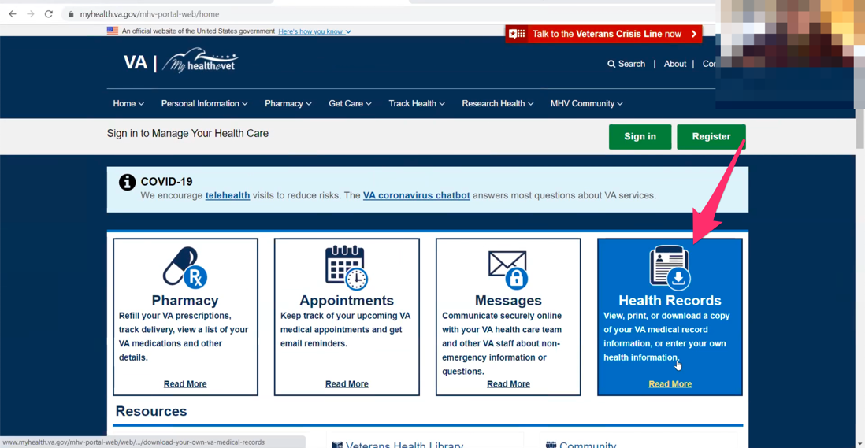 myhealth.va.gov/mhv-portal-web/home
An official website of the United States government Here's how you know
Talk to the Veterans Crisis Line now
VA | My HealtheVet
Search | About |
Home Personal Information Pharmacy Get Care Track Health Research Health MHV Community
Sign in to Manage Your Health Care
Sign in Register
COVID-19
We encourage telehealth visits to reduce risks. The VA coronavirus chatbot answers most questions about VA services.
Pharmacy
Refill your VA prescriptions,
track delivery, view a list of your
VA medications and other
details.
Read More
Appointments
Keep track of your upcoming VA
medical appointments and get
email reminders.
Read More
Messages
Communicate securely online
with your VA health care team
and other VA staff about non-
emergency information or
questions.
Read More
Health Records
View, print, or download a copy
of your VA medical record
information, or enter your own
health information.
Read More
Resources
Veterans Health Library Community
www.myhealth.va.gov/mhv-portal-web/web/.../download-your-own-va-medical-records